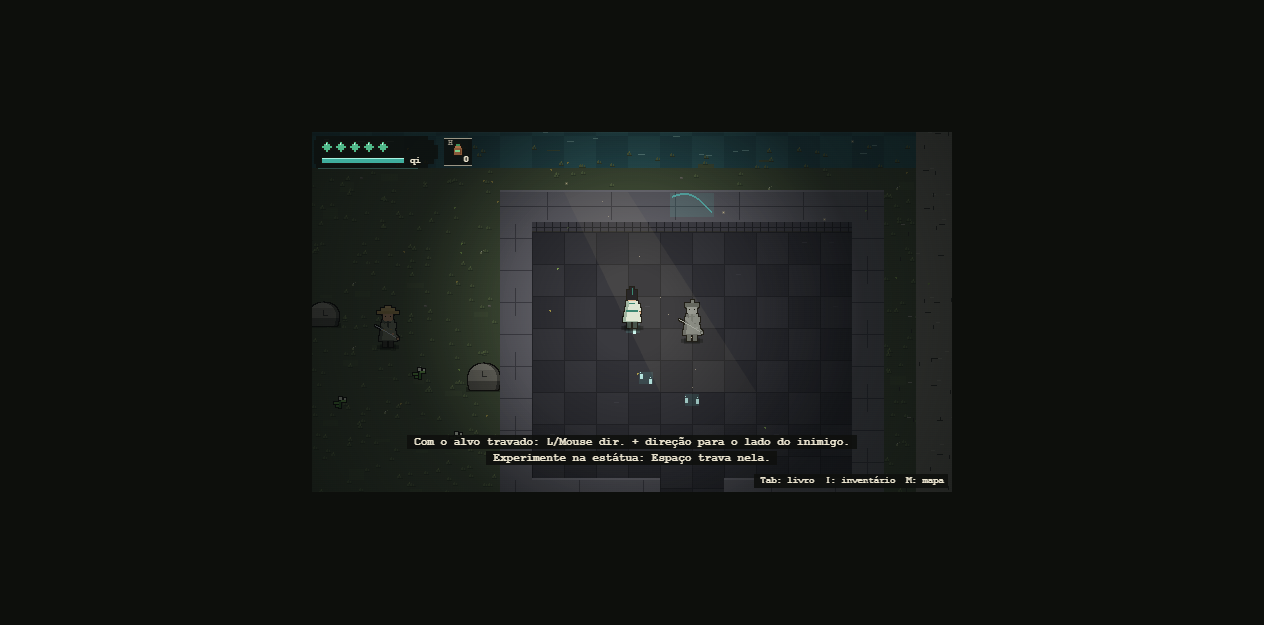 H
qi
0
Com o alvo travado: L/Mouse dir. + direção para o lado do inimigo.
Experimente na estátua: Espaço trava nela.
Tab: livro I: inventário M: mapa